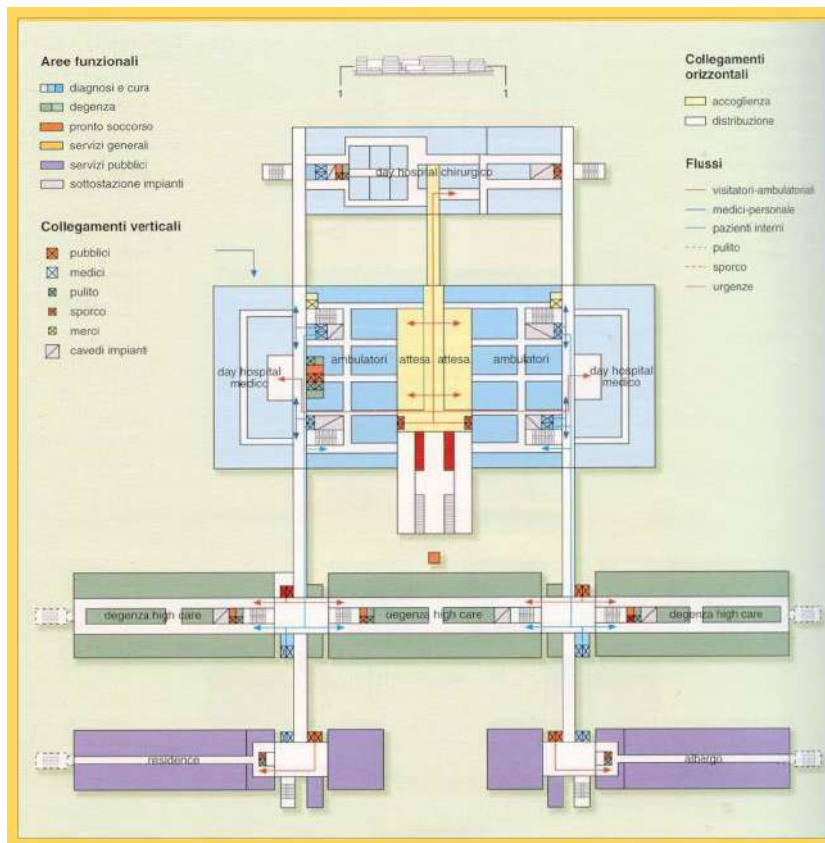 Aree funzionali
diagnosi e cura
degenza
pronto soccorso
servizi generali
servizi pubblici
sottostazione impianti
Collegamenti verticali
pubblici
medici
pulito
sporco
merci
cavedi impianti
1 1
Collegamenti
orizzontali
accoglienza
distribuzione
Flussi
visitatori-ambulatoriali
medici-personale
pazienti interni
pulito
sporco
urgenze
day hospital chirurgico
ambulatori attesa attesa ambulatori
day hospital
medico
day hospital
medico
degenza high care degenza high care degenza high care
residence albergo